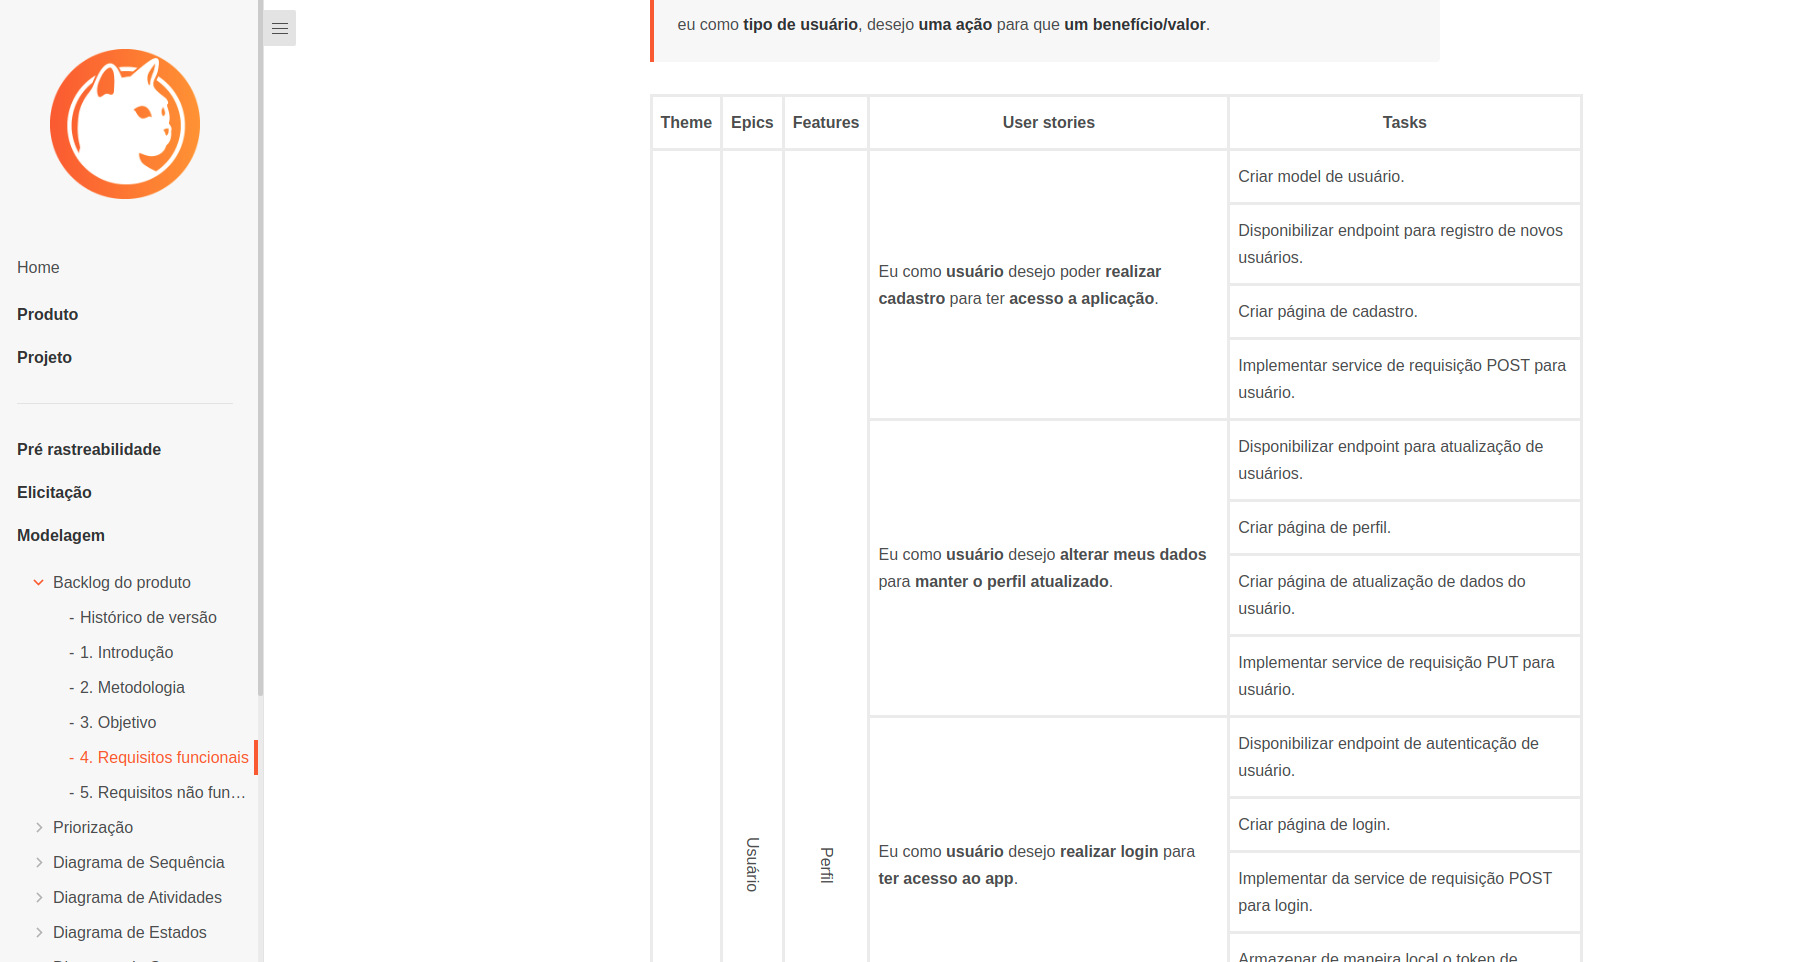 Home
Produto
Projeto
Pré rastreabilidade
Elicitação
Modelagem
Backlog do produto
- Histórico de versão
- 1. Introdução
- 2. Metodologia
- 3. Objetivo
- 4. Requisitos funcionais
- 5. Requisitos não fun…
Priorização
Diagrama de Sequência
Diagrama de Atividades
Diagrama de Estados
eu como tipo de usuário, desejo uma ação para que um benefício/valor.
Theme Epics Features User stories Tasks
Usuário
Perfil
Eu como usuário desejo poder realizar
cadastro para ter acesso a aplicação.
Criar model de usuário.
Disponibilizar endpoint para registro de novos
usuários.
Criar página de cadastro.
Implementar service de requisição POST para
usuário.
Eu como usuário desejo alterar meus dados
para manter o perfil atualizado.
Disponibilizar endpoint para atualização de
usuários.
Criar página de perfil.
Criar página de atualização de dados do
usuário.
Implementar service de requisição PUT para
usuário.
Eu como usuário desejo realizar login para
ter acesso ao app.
Disponibilizar endpoint de autenticação de
usuário.
Criar página de login.
Implementar da service de requisição POST
para login.
Armazenar de maneira local o token de